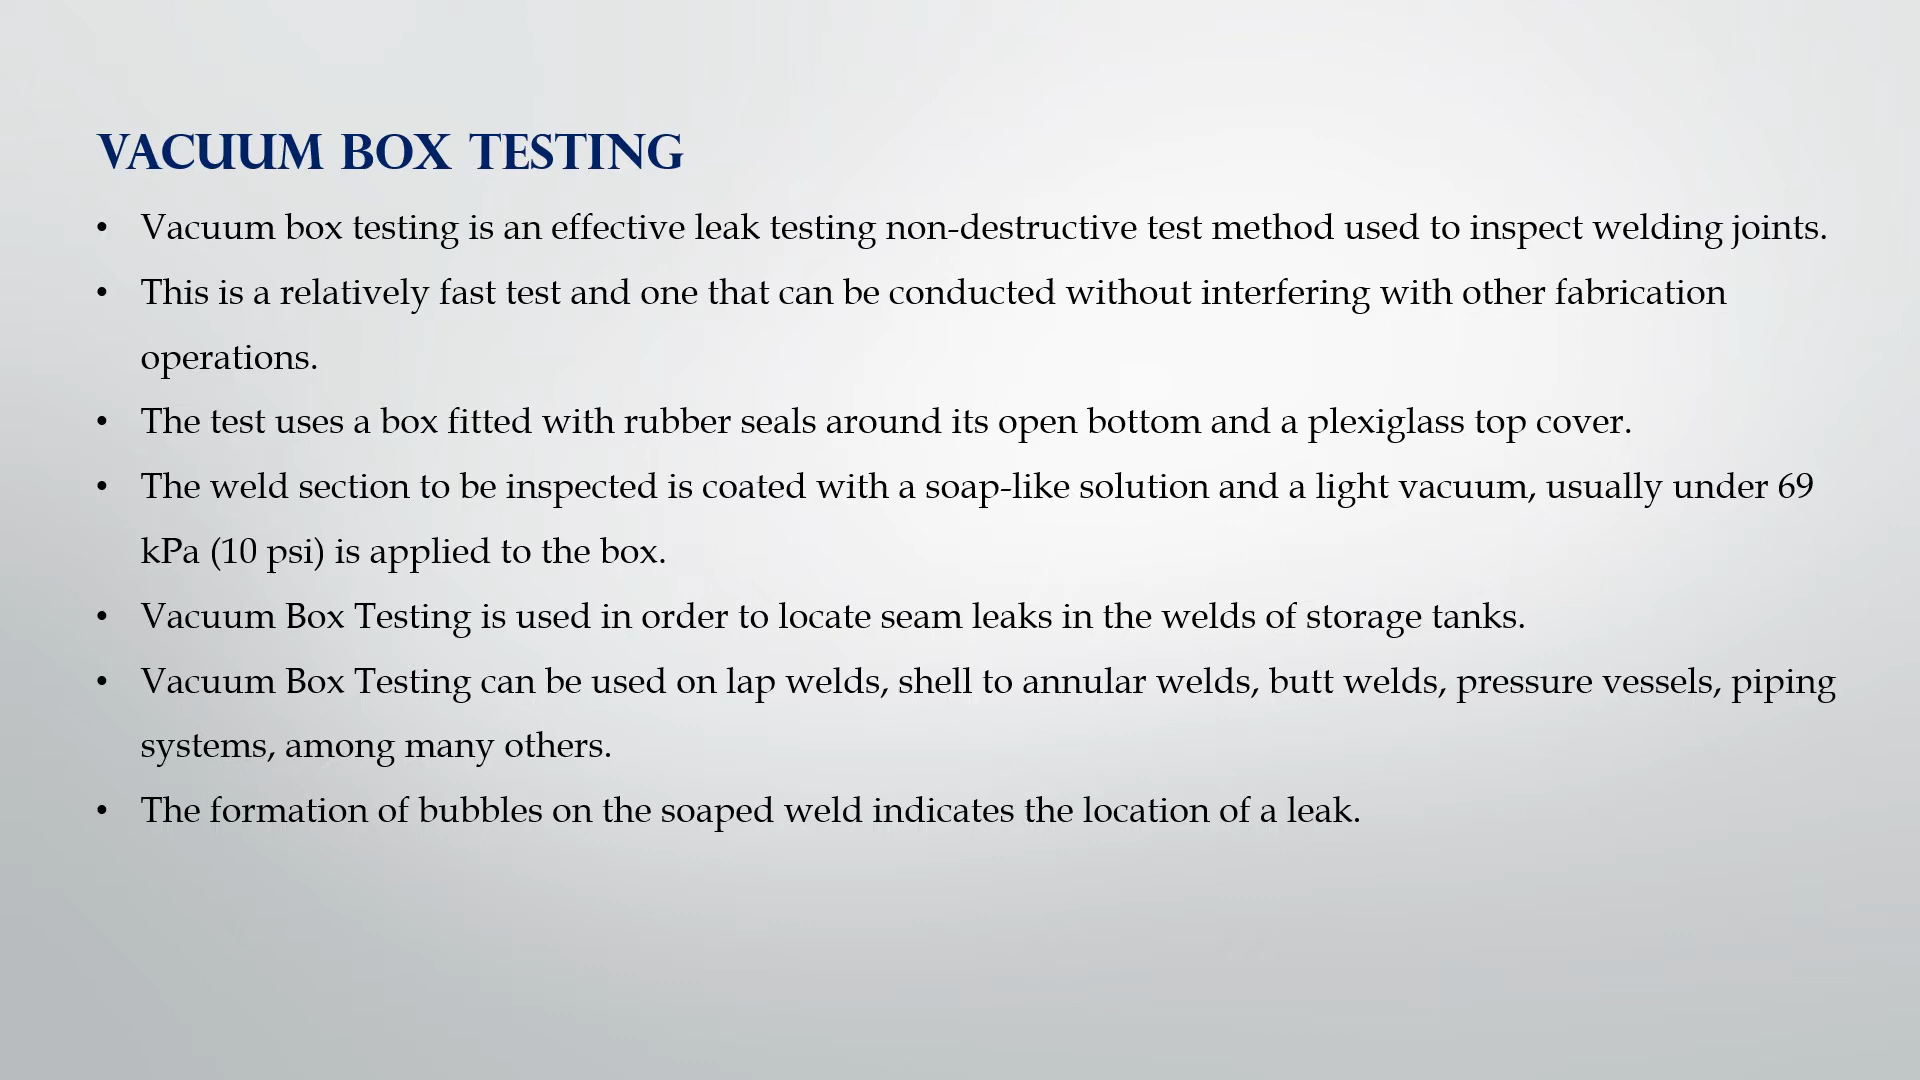 VACUUM BOX TESTING
• Vacuum box testing is an effective leak testing non-destructive test method used to inspect welding joints.
• This is a relatively fast test and one that can be conducted without interfering with other fabrication
operations.
• The test uses a box fitted with rubber seals around its open bottom and a plexiglass top cover.
• The weld section to be inspected is coated with a soap-like solution and a light vacuum, usually under 69
kPa (10 psi) is applied to the box.
• Vacuum Box Testing is used in order to locate seam leaks in the welds of storage tanks.
• Vacuum Box Testing can be used on lap welds, shell to annular welds, butt welds, pressure vessels, piping
systems, among many others.
• The formation of bubbles on the soaped weld indicates the location of a leak.